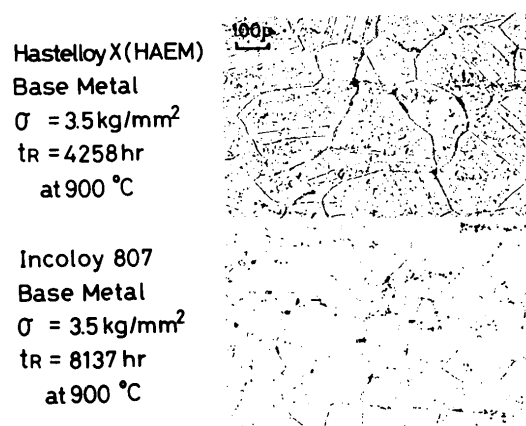 Hastelloy X (HAEM)
Base Metal
σ = 3.5 kg/mm²
tR = 4258 hr
at 900 °C
100μ
Incoloy 807
Base Metal
σ = 3.5 kg/mm²
tR = 8137 hr
at 900 °C